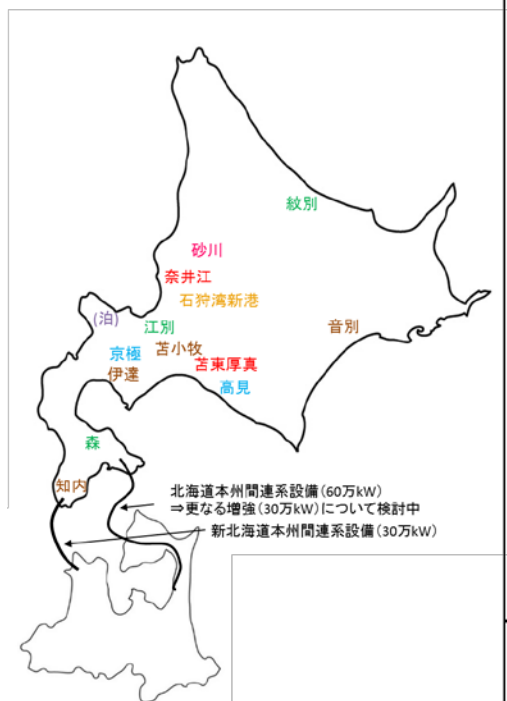 紋別
砂川
奈井江
石狩湾新港
(泊)
江別
音別
京極
苫小牧
伊達
苫東厚真
高見
森
知内
北海道本州間連系設備(60万kW)
⇒更なる増強(30万kW)について検討中
新北海道本州間連系設備(30万kW)